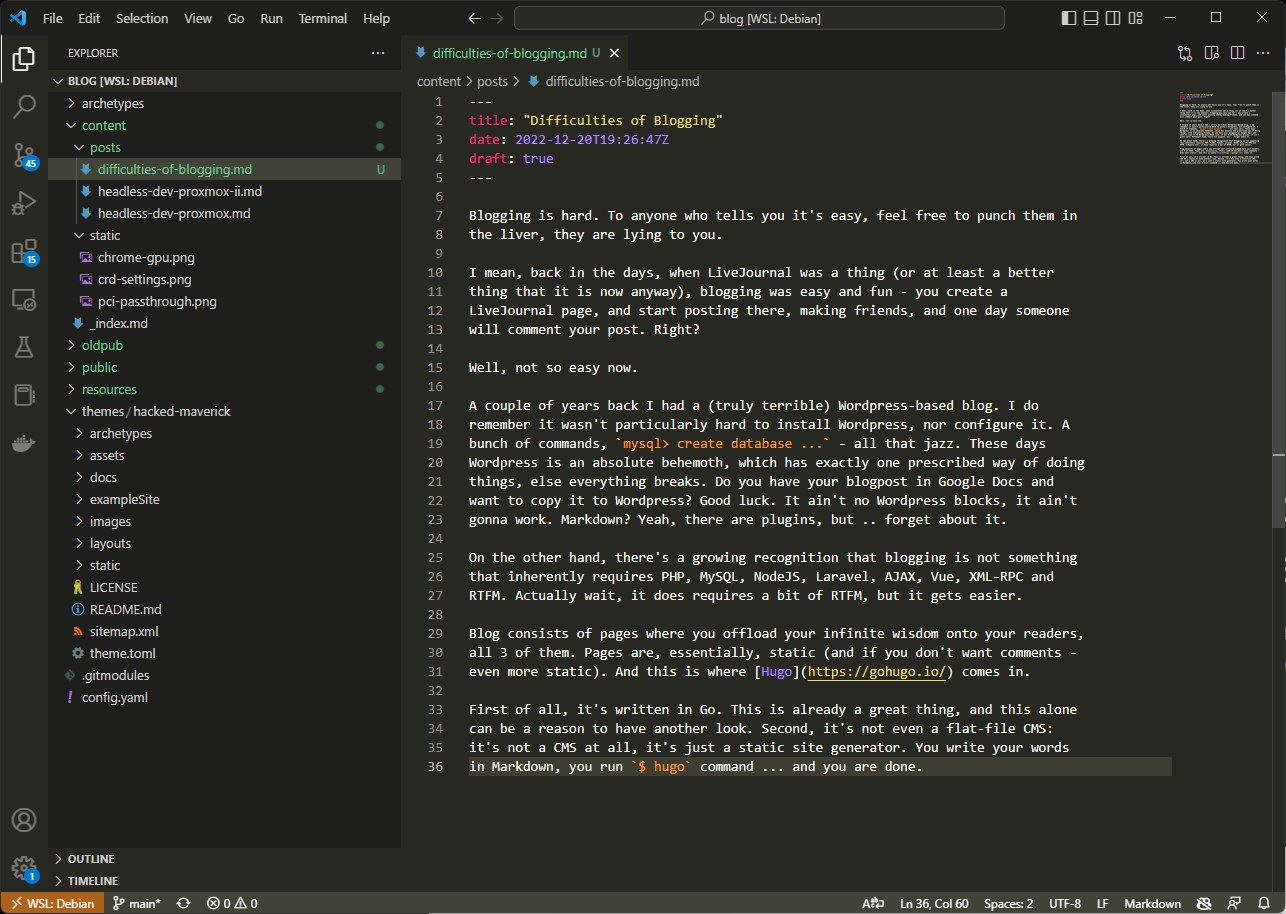 File Edit Selection View Go Run Terminal Help
blog [WSL: Debian]
EXPLORER
BLOG [WSL: DEBIAN]
archetypes
content
posts
difficulties-of-blogging.md U
headless-dev-proxmox-ii.md
headless-dev-proxmox.md
static
chrome-gpu.png
crd-settings.png
pci-passthrough.png
_index.md
oldpub
public
resources
themes/hacked-maverick
archetypes
assets
docs
exampleSite
images
layouts
static
LICENSE
README.md
sitemap.xml
theme.toml
.gitmodules
config.yaml
OUTLINE
TIMELINE
45
15
1
difficulties-of-blogging.md U
content > posts > difficulties-of-blogging.md
1 ---
2 title: "Difficulties of Blogging"
3 date: 2022-12-20T19:26:47Z
4 draft: true
5 ---
6
7 Blogging is hard. To anyone who tells you it's easy, feel free to punch them in
8 the liver, they are lying to you.
9
10 I mean, back in the days, when LiveJournal was a thing (or at least a better
11 thing that it is now anyway), blogging was easy and fun - you create a
12 LiveJournal page, and start posting there, making friends, and one day someone
13 will comment your post. Right?
14
15 Well, not so easy now.
16
17 A couple of years back I had a (truly terrible) Wordpress-based blog. I do
18 remember it wasn't particularly hard to install Wordpress, nor configure it. A
19 bunch of commands, `mysql> create database ...` - all that jazz. These days
20 Wordpress is an absolute behemoth, which has exactly one prescribed way of doing
21 things, else everything breaks. Do you have your blogpost in Google Docs and
22 want to copy it to Wordpress? Good luck. It ain't no Wordpress blocks, it ain't
23 gonna work. Markdown? Yeah, there are plugins, but .. forget about it.
24
25 On the other hand, there's a growing recognition that blogging is not something
26 that inherently requires PHP, MySQL, NodeJS, Laravel, AJAX, Vue, XML-RPC and
27 RTFM. Actually wait, it does requires a bit of RTFM, but it gets easier.
28
29 Blog consists of pages where you offload your infinite wisdom onto your readers,
30 all 3 of them. Pages are, essentially, static (and if you don't want comments -
31 even more static). And this is where [Hugo](https://gohugo.io/) comes in.
32
33 First of all, it's written in Go. This is already a great thing, and this alone
34 can be a reason to have another look. Second, it's not even a flat-file CMS:
35 it's not a CMS at all, it's just a static site generator. You write your words
36 in Markdown, you run `$ hugo` command ... and you are done.
WSL: Debian main* 0 0 Ln 36, Col 60 Spaces: 2 UTF-8 LF Markdown